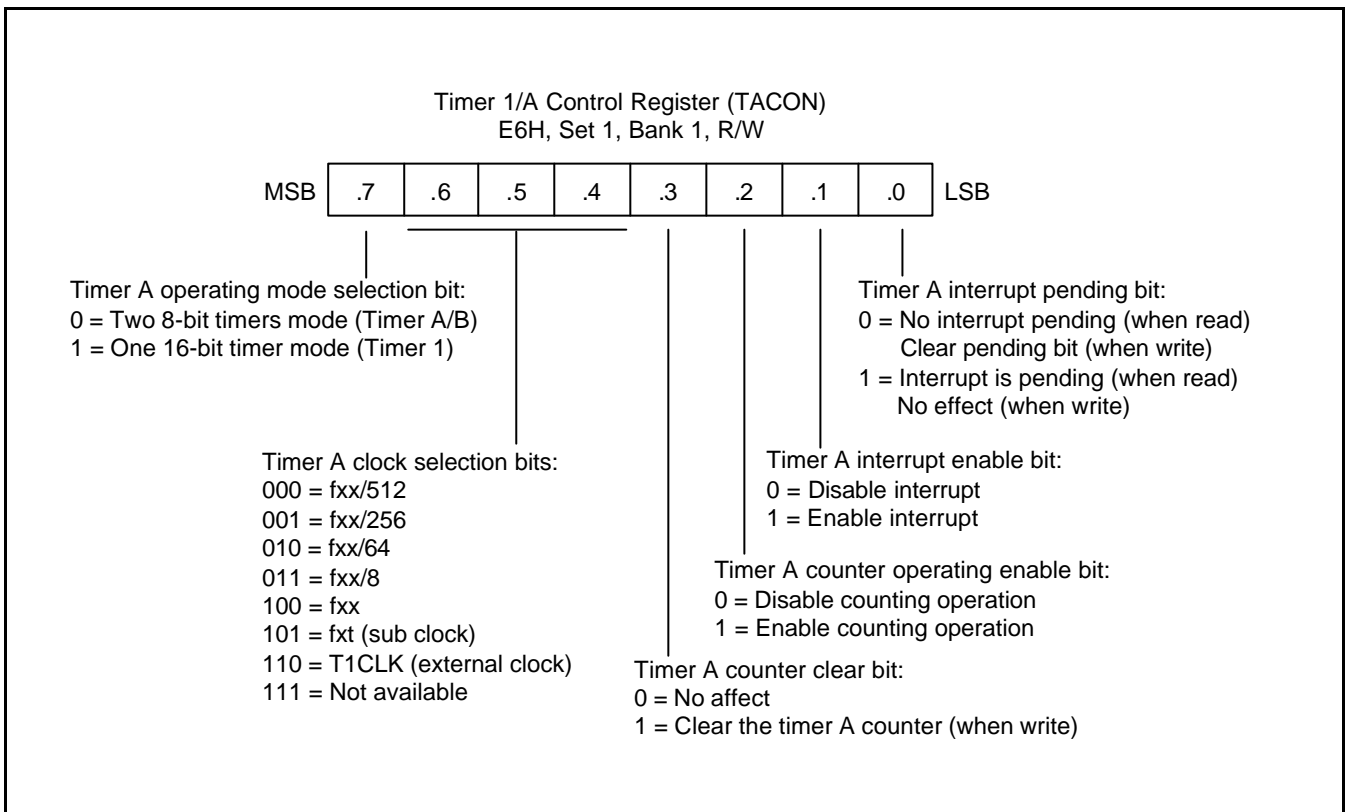 Timer 1/A Control Register (TACON)
E6H, Set 1, Bank 1, R/W
MSB .7 .6 .5 .4 .3 .2 .1 .0 LSB
Timer A operating mode selection bit:
0 = Two 8-bit timers mode (Timer A/B)
1 = One 16-bit timer mode (Timer 1)
Timer A interrupt pending bit:
0 = No interrupt pending (when read)
Clear pending bit (when write)
1 = Interrupt is pending (when read)
No effect (when write)
Timer A clock selection bits:
000 = fxx/512
001 = fxx/256
010 = fxx/64
011 = fxx/8
100 = fxx
101 = fxt (sub clock)
110 = T1CLK (external clock)
111 = Not available
Timer A interrupt enable bit:
0 = Disable interrupt
1 = Enable interrupt
Timer A counter operating enable bit:
0 = Disable counting operation
1 = Enable counting operation
Timer A counter clear bit:
0 = No affect
1 = Clear the timer A counter (when write)